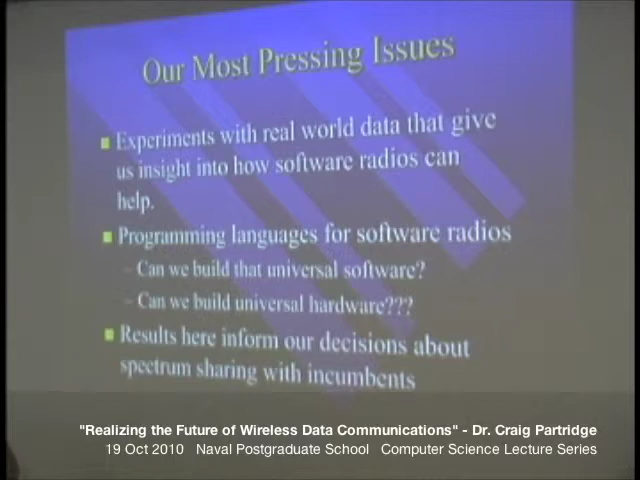 Our Most Pressing Issues
Experiments with real world data that give
us insight into how software radios can
help.
Programming languages for software radios
– Can we build that universal software?
– Can we build universal hardware???
Results here inform our decisions about
spectrum sharing with incumbents
"Realizing the Future of Wireless Data Communications" - Dr. Craig Partridge
19 Oct 2010 Naval Postgraduate School Computer Science Lecture Series